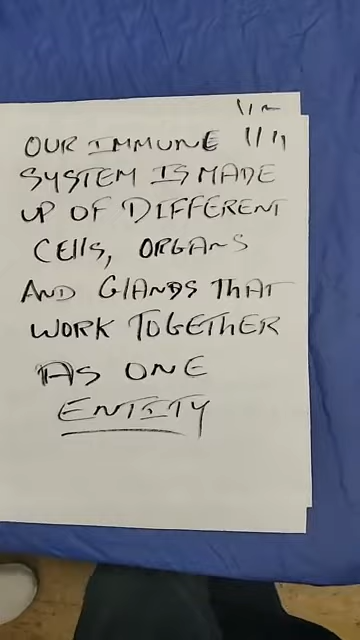 OUR IMMUNE
SYSTEM IS MADE
UP OF DIFFERENT
CEllS, ORGANS
AND GlANDS THAT
WORK TOGETHER
AS ONE
ENTITY